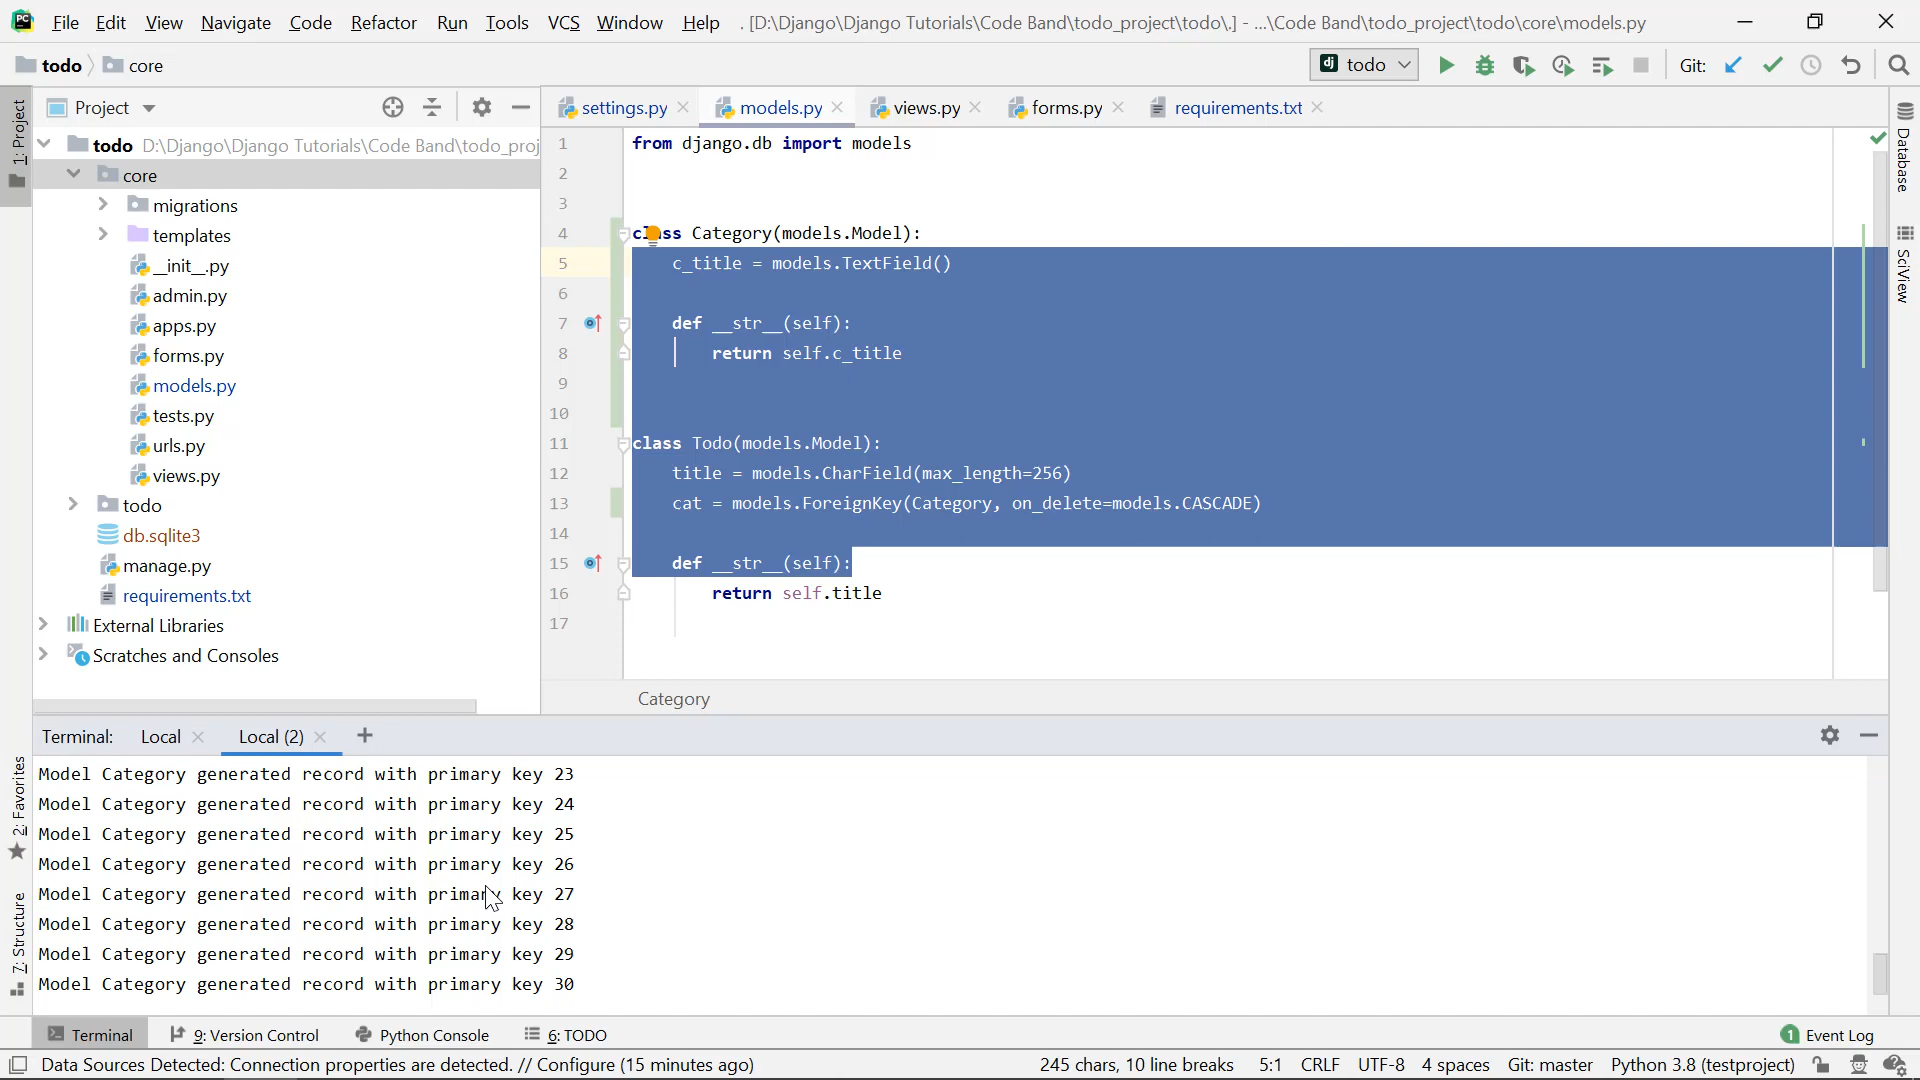 File Edit View Navigate Code Refactor Run Tools VCS Window Help . [D:\Django\Django Tutorials\Code Band\todo_project\todo\.] - ...\Code Band\todo_project\todo\core\models.py
todo core
dj todo Git:
1: Project
Project
settings.py models.py views.py forms.py requirements.txt
todo D:\Django\Django Tutorials\Code Band\todo_proj
core
migrations
templates
__init__.py
admin.py
apps.py
forms.py
models.py
tests.py
urls.py
views.py
todo
db.sqlite3
manage.py
requirements.txt
External Libraries
Scratches and Consoles
1 from django.db import models
2
3
4 class Category(models.Model):
5 c_title = models.TextField()
6
7 def __str__(self):
8 return self.c_title
9
10
11 class Todo(models.Model):
12 title = models.CharField(max_length=256)
13 cat = models.ForeignKey(Category, on_delete=models.CASCADE)
14
15 def __str__(self):
16 return self.title
17
Category
Database
SciView
Terminal: Local Local (2)
Model Category generated record with primary key 23
Model Category generated record with primary key 24
Model Category generated record with primary key 25
Model Category generated record with primary key 26
Model Category generated record with primary key 27
Model Category generated record with primary key 28
Model Category generated record with primary key 29
Model Category generated record with primary key 30
2: Favorites
7: Structure
Terminal 9: Version Control Python Console 6: TODO 1 Event Log
Data Sources Detected: Connection properties are detected. // Configure (15 minutes ago) 245 chars, 10 line breaks 5:1 CRLF UTF-8 4 spaces Git: master Python 3.8 (testproject)